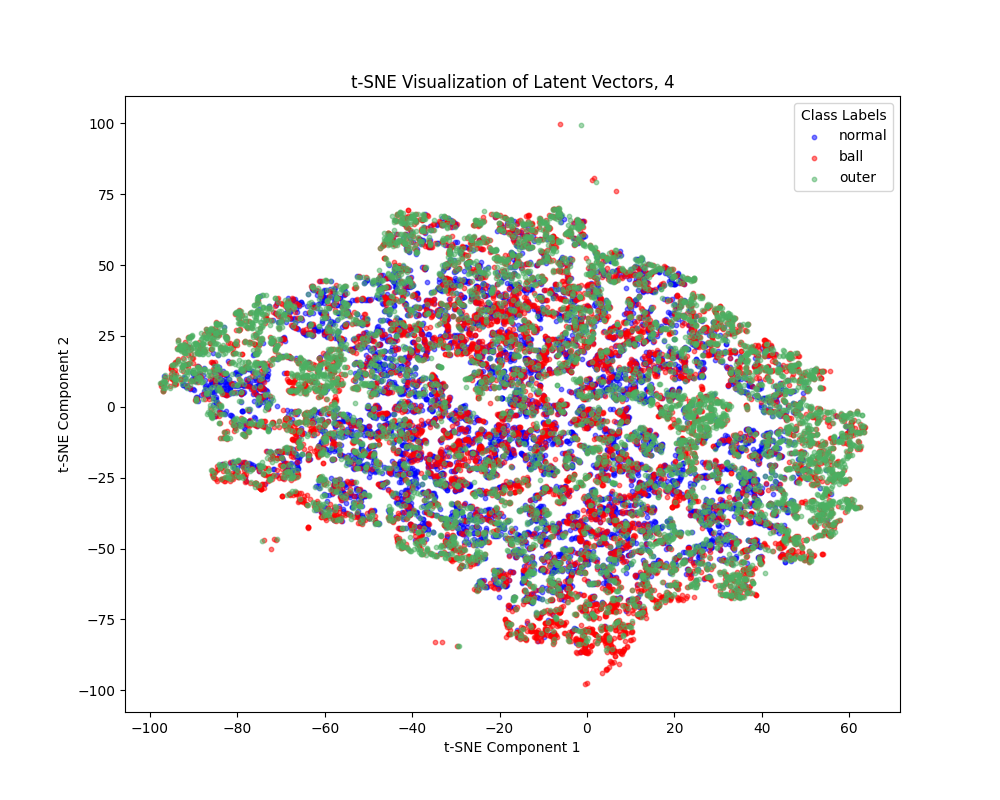 t-SNE Visualization of Latent Vectors, 4
Class Labels
normal
ball
outer
t-SNE Component 2
100
75
50
25
0
−25
−50
−75
−100
−100
−80
−60
−40
−20
0
20
40
60
t-SNE Component 1